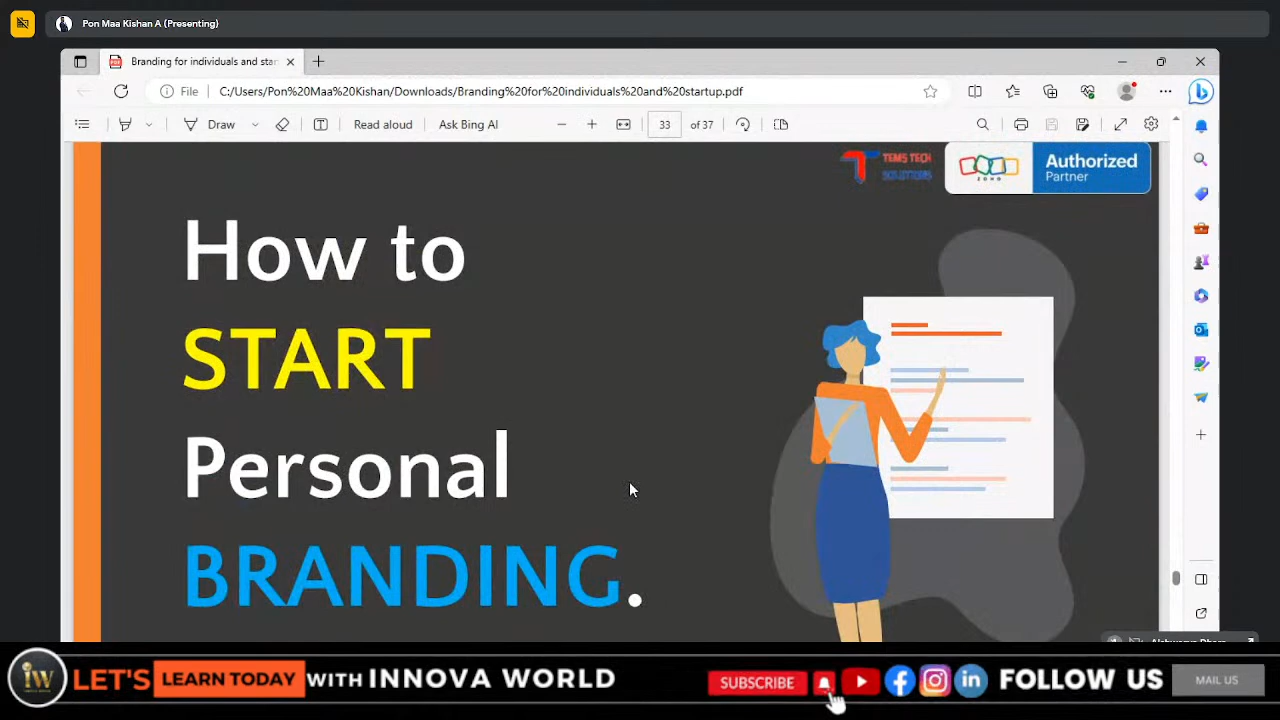 Pon Maa Kishan A (Presenting)
Branding for individuals and star
File C:/Users/Pon%20Maa%20Kishan/Downloads/Branding%20for%20individuals%20and%20startup.pdf
Draw Read aloud Ask Bing AI 33 of 37
TEMS TECH
SOLUTIONS
ZOHO
Authorized
Partner
How to
START
Personal
BRANDING.
iw
LET'S LEARN TODAY WITH INNOVA WORLD
SUBSCRIBE
FOLLOW US
MAIL US